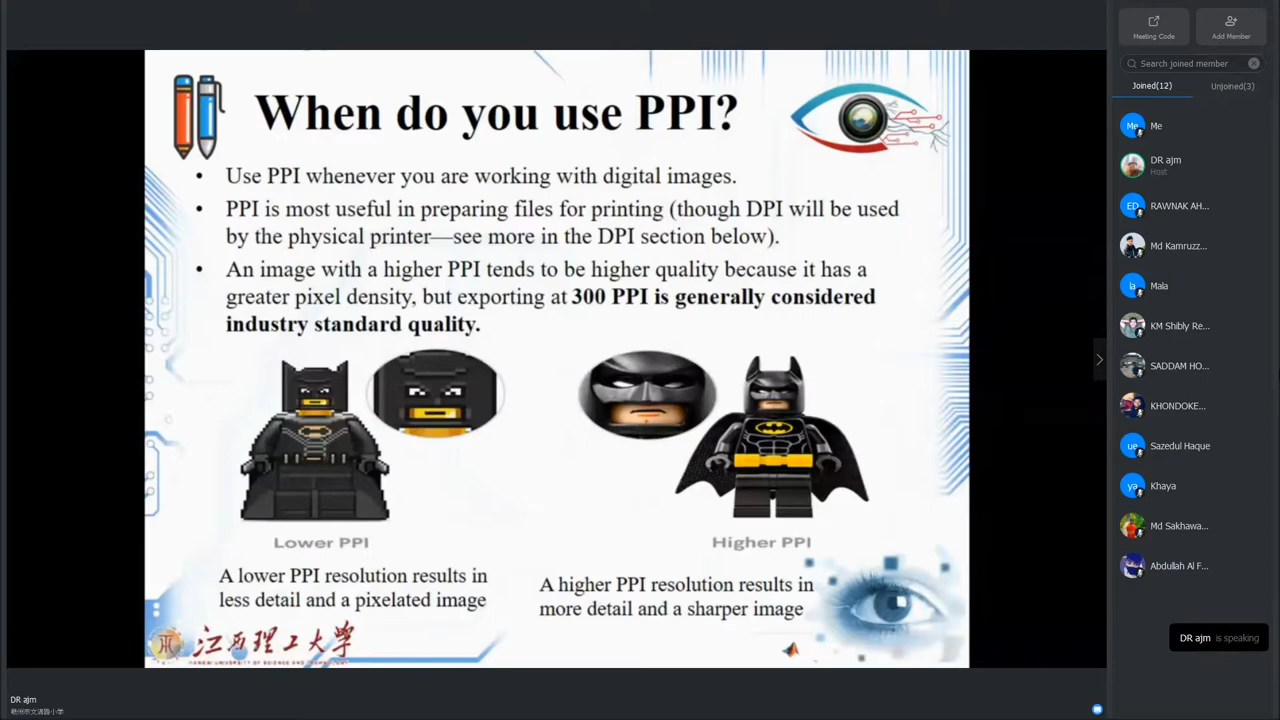 When do you use PPI?
• Use PPI whenever you are working with digital images.
• PPI is most useful in preparing files for printing (though DPI will be used
by the physical printer—see more in the DPI section below).
• An image with a higher PPI tends to be higher quality because it has a
greater pixel density, but exporting at 300 PPI is generally considered
industry standard quality.
Lower PPI
Higher PPI
A lower PPI resolution results in
less detail and a pixelated image
A higher PPI resolution results in
more detail and a sharper image
江西理工大学
DR ajm
Meeting Code
Add Member
Search joined member
Joined(12)
Unjoined(3)
Me
Me
DR ajm
Host
ED
RAWNAK AH...
Md Kamruzz...
la
Mala
KM Shibly Re...
SADDAM HO...
KHONDOKE...
ue
Sazedul Haque
ya
Khaya
Md Sakhawa...
Abdullah Al F...
DR ajm is speaking